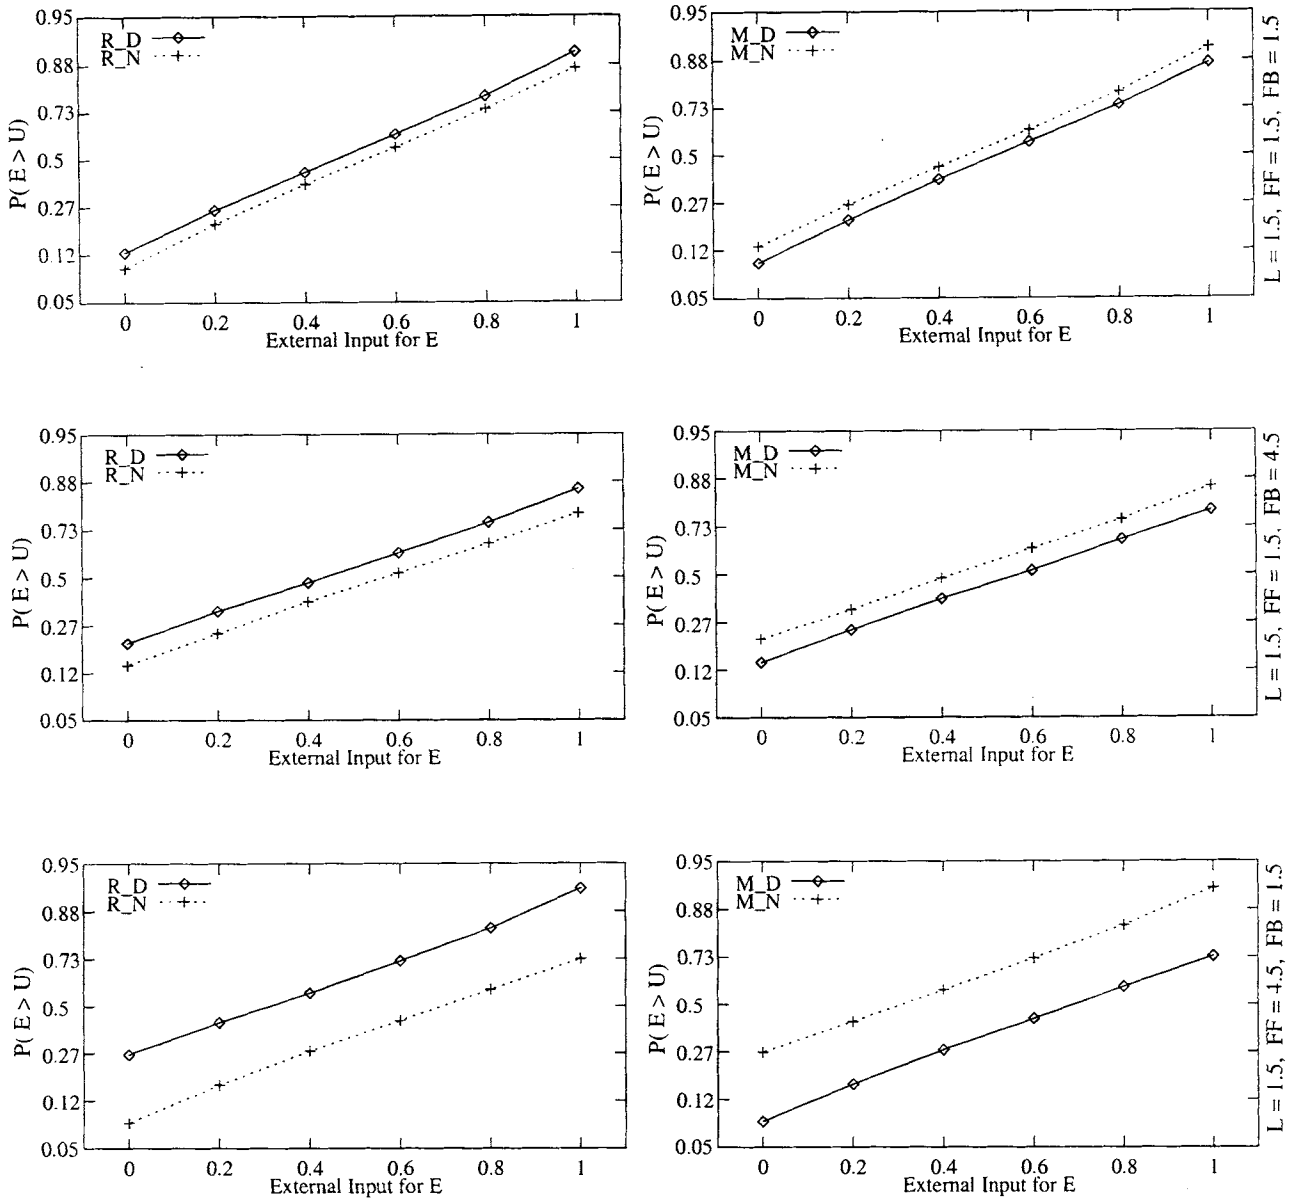 0.95
0.88
0.73
0.5
0.27
0.12
0.05
P( E > U)
R_D
R_N
0 0.2 0.4 0.6 0.8 1
External Input for E
0.95
0.88
0.73
0.5
0.27
0.12
0.05
P( E > U)
M_D
M_N
0 0.2 0.4 0.6 0.8 1
External Input for E
L = 1.5, FF = 1.5, FB = 1.5
0.95
0.88
0.73
0.5
0.27
0.12
0.05
P( E > U)
R_D
R_N
0 0.2 0.4 0.6 0.8 1
External Input for E
0.95
0.88
0.73
0.5
0.27
0.12
0.05
P( E > U)
M_D
M_N
0 0.2 0.4 0.6 0.8 1
External Input for E
L = 1.5, FF = 1.5, FB = 4.5
0.95
0.88
0.73
0.5
0.27
0.12
0.05
P( E > U)
R_D
R_N
0 0.2 0.4 0.6 0.8 1
External Input for E
0.95
0.88
0.73
0.5
0.27
0.12
0.05
P( E > U)
M_D
M_N
0 0.2 0.4 0.6 0.8 1
External Input for E
L = 1.5, FF = 4.5, FB = 1.5